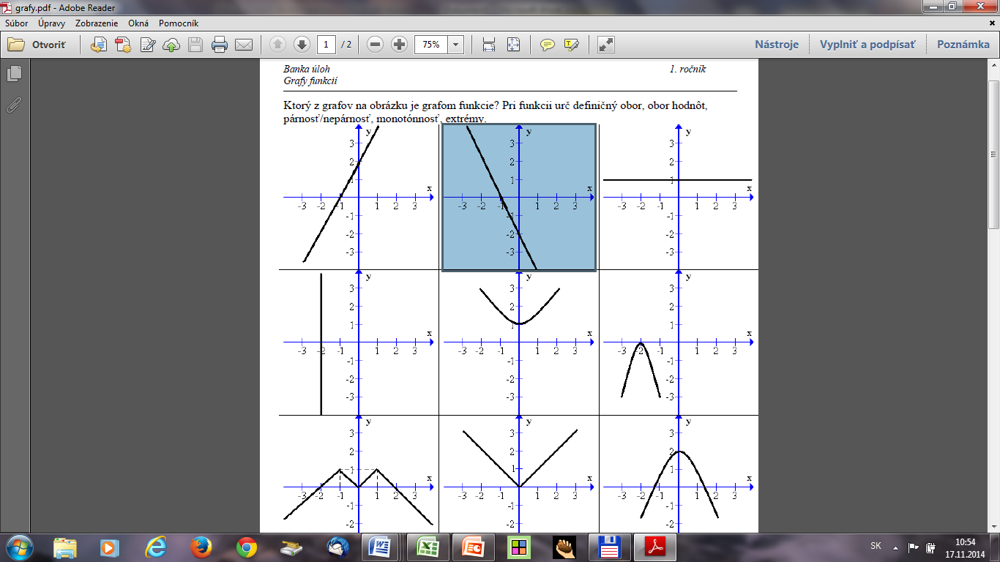 grafy.pdf - Adobe Reader
Súbor Úpravy Zobrazenie Okná Pomocník
Otvoriť 1 / 2 75% Nástroje Vyplniť a podpísať Poznámka
Banka úloh 1. ročník
Grafy funkcií
Ktorý z grafov na obrázku je grafom funkcie? Pri funkcii urč definičný obor, obor hodnôt,
párnosť/nepárnosť, monotónnosť, extrémy.
y y y
3 3 3
2 2 2
1 1 1
x x x
-3 -2 -1 1 2 3 -3 -2 -1 1 2 3 -3 -2 -1 1 2 3
-1 -1 -1
-2 -2 -2
-3 -3 -3
y y y
3 3 3
2 2 2
1 1 1
x x x
-3 -2 -1 1 2 3 -3 -2 -1 1 2 3 -3 -2 -1 1 2 3
-1 -1 -1
-2 -2 -2
-3 -3 -3
y y y
3 3 3
2 2 2
1 1 1
x x x
-3 -2 -1 1 2 3 -3 -2 -1 1 2 3 -3 -2 -1 1 2 3
-1 -1 -1
-2 -2 -2
SK 10:54
17.11.2014